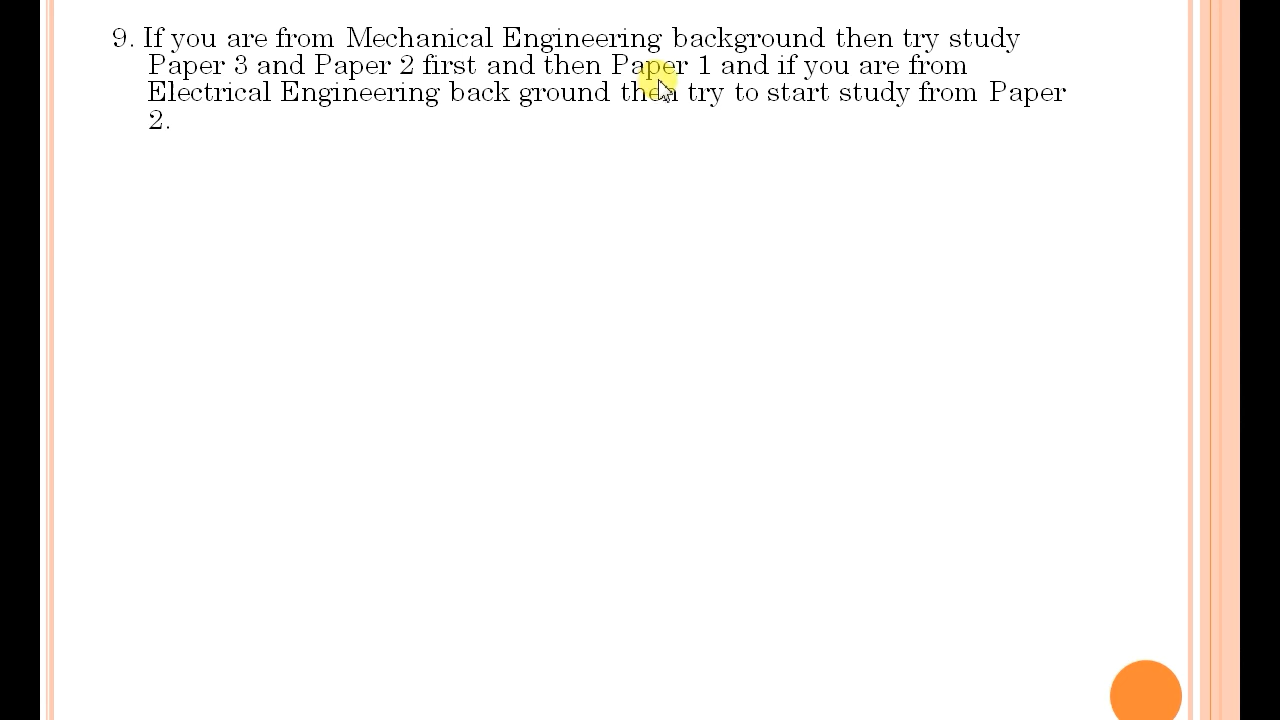 9. If you are from Mechanical Engineering background then try study
Paper 3 and Paper 2 first and then Paper 1 and if you are from
Electrical Engineering back ground then try to start study from Paper
2.